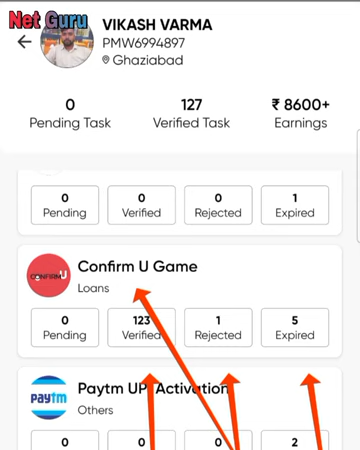 Net Guru
VIKASH VARMA
PMW6994897
Ghaziabad
0 127 ₹ 8600+
Pending Task Verified Task Earnings
0 0 0 1
Pending Verified Rejected Expired
CONFIRM U
Confirm U Game
Loans
0 123 1 5
Pending Verified Rejected Expired
paytm
Paytm UPI Activation
Others
0 0 0 2